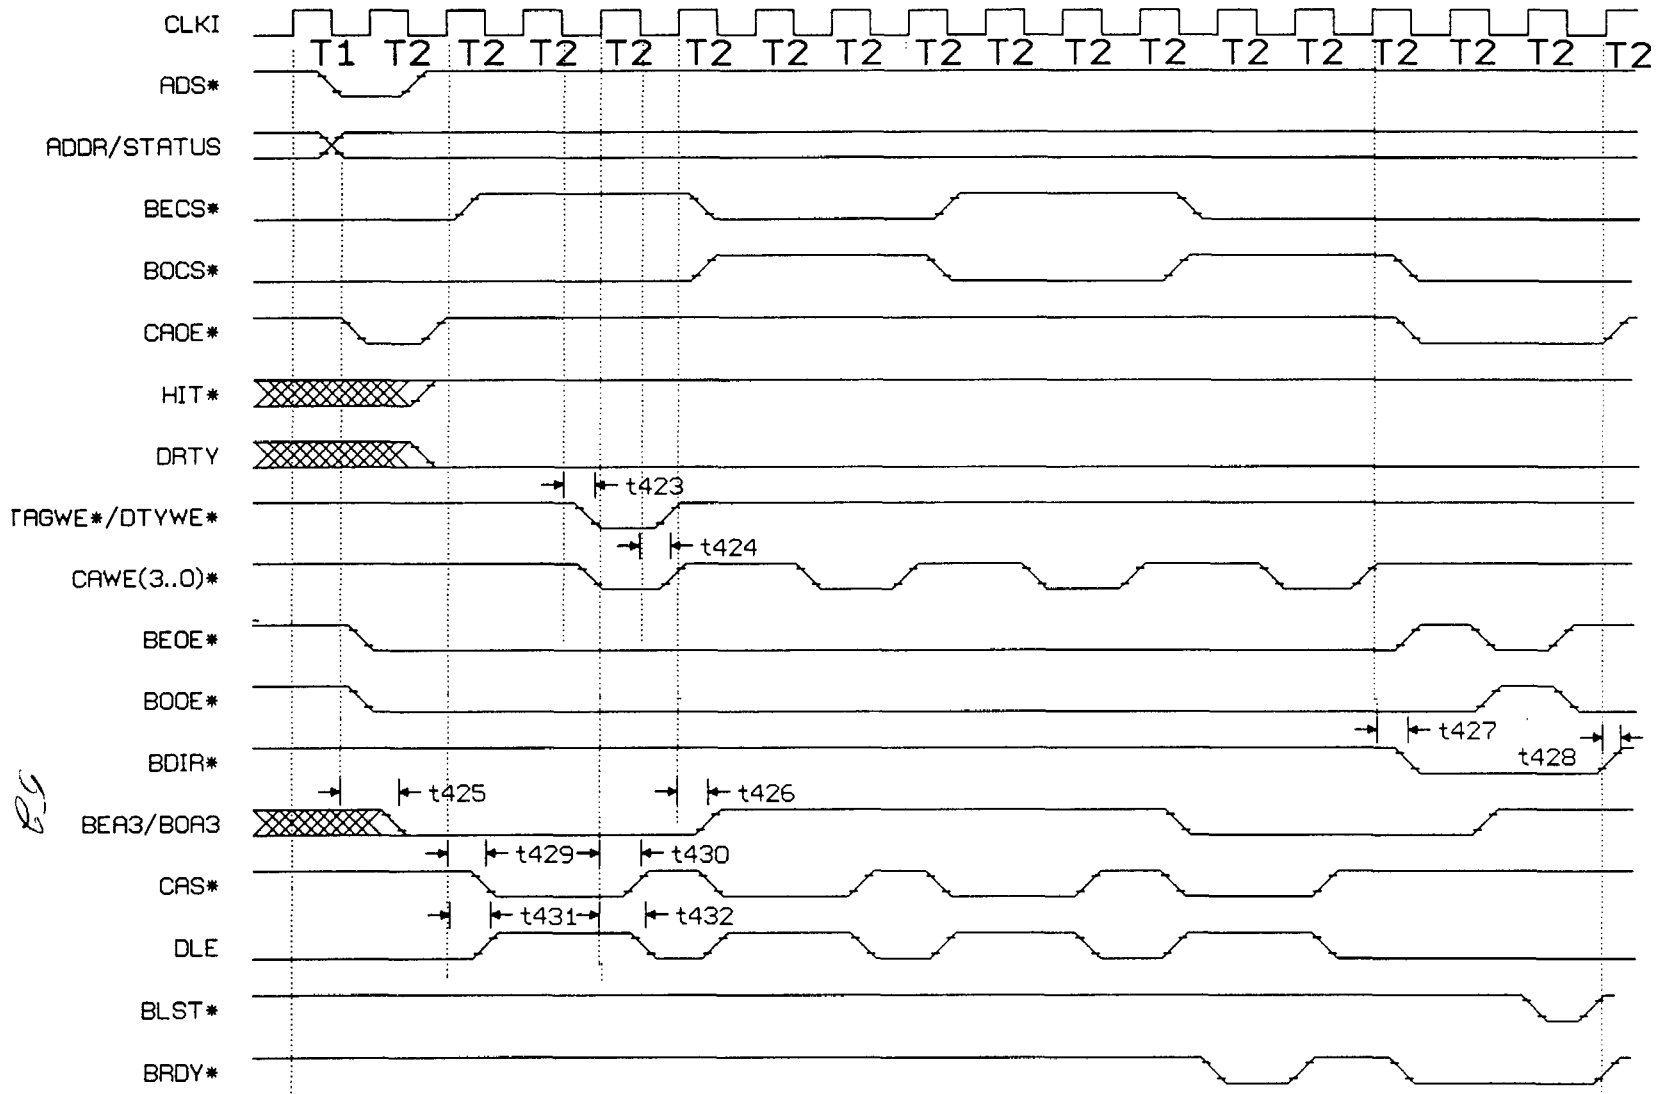 CLKI
T1 T2 T2 T2 T2 T2 T2 T2 T2 T2 T2 T2 T2 T2 T2 T2 T2 T2
ADS*
ADDR/STATUS
BECS*
BOCS*
CAOE*
HIT*
DRTY
t423
TAGWE*/DTYWE*
t424
CAWE(3..0)*
BEOE*
BOOE*
t427
BDIR*
t428
t425
t426
BEA3/BOA3
t429
t430
CAS*
t431
t432
DLE
BLST*
BRDY*